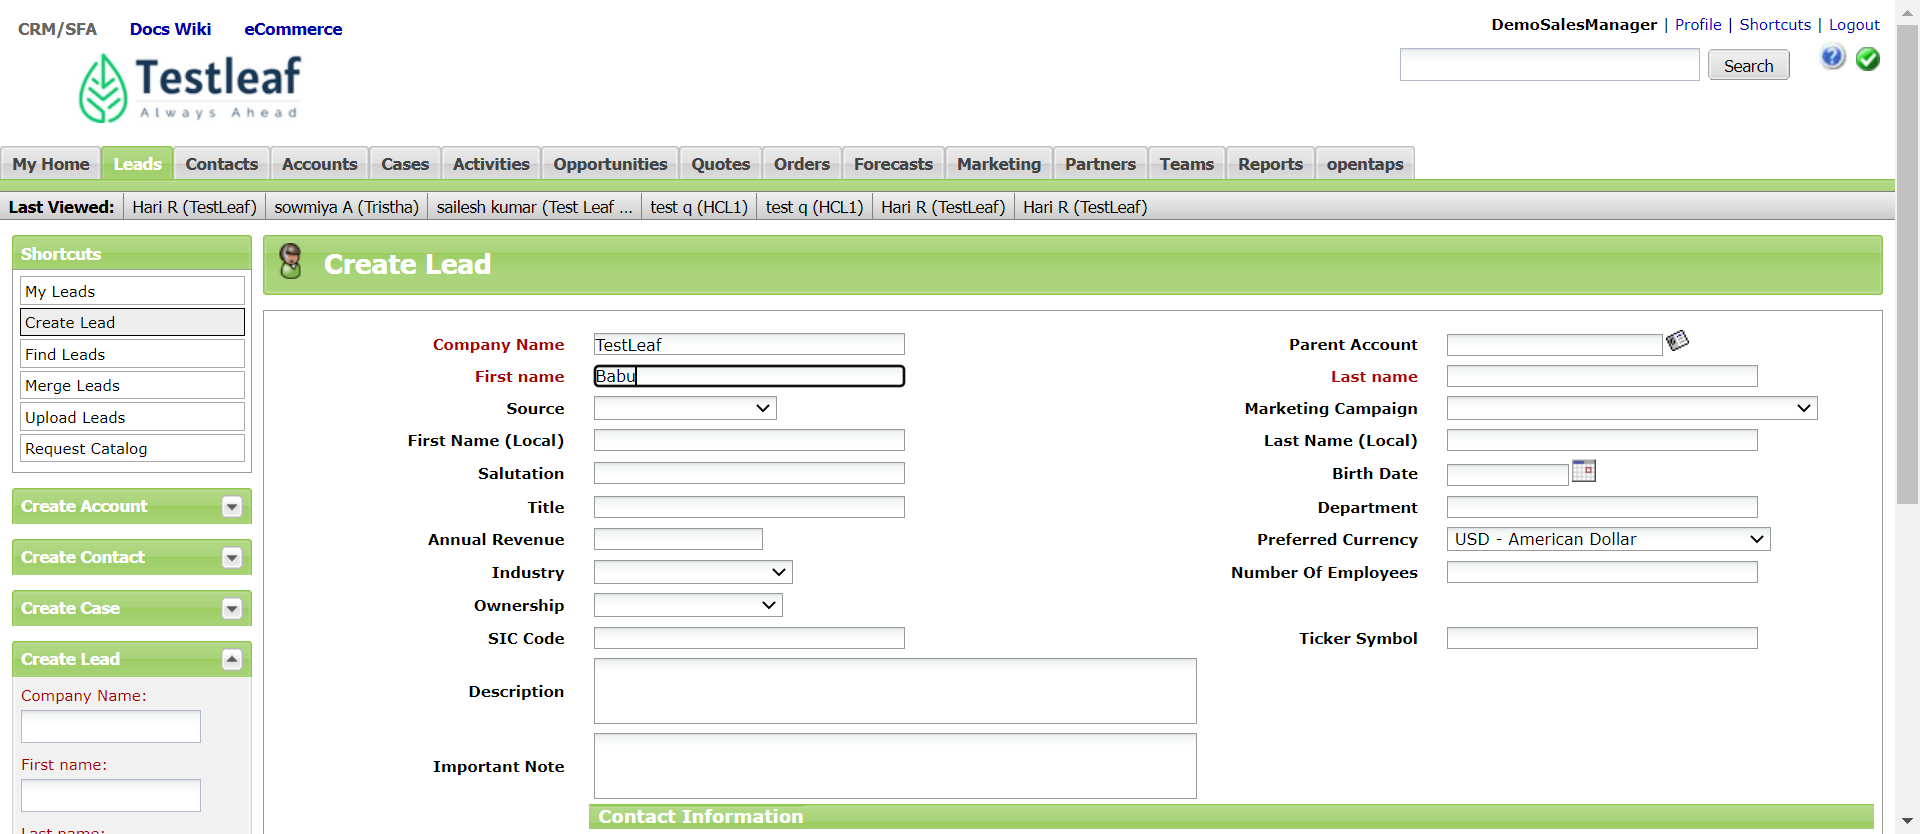 CRM/SFA Docs Wiki eCommerce
DemoSalesManager | Profile | Shortcuts | Logout
Testleaf
Always Ahead
Search
My Home Leads Contacts Accounts Cases Activities Opportunities Quotes Orders Forecasts Marketing Partners Teams Reports opentaps
Last Viewed: Hari R (TestLeaf) sowmiya A (Tristha) sailesh kumar (Test Leaf ... test q (HCL1) test q (HCL1) Hari R (TestLeaf) Hari R (TestLeaf)
Shortcuts
My Leads
Create Lead
Find Leads
Merge Leads
Upload Leads
Request Catalog
Create Account
Create Contact
Create Case
Create Lead
Company Name:
First name:
Last name:
Create Lead
Company Name TestLeaf Parent Account
First name Babu Last name
Source Marketing Campaign
First Name (Local) Last Name (Local)
Salutation Birth Date
Title Department
Annual Revenue Preferred Currency USD - American Dollar
Industry Number Of Employees
Ownership
SIC Code Ticker Symbol
Description
Important Note
Contact Information